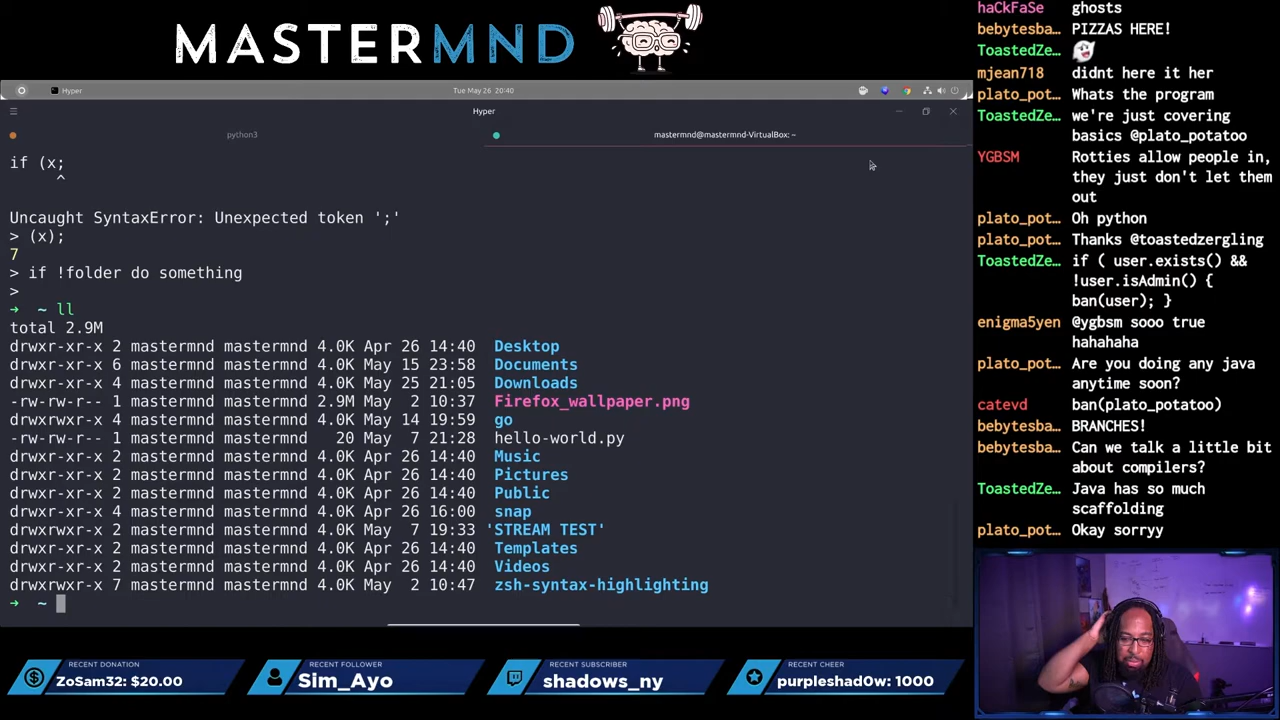 MASTERMND
Hyper
Tue May 26 20:40
Hyper
python3
mastermnd@mastermnd-VirtualBox: ~
if (x;
^
Uncaught SyntaxError: Unexpected token ';'
> (x);
7
> if !folder do something
>
→ ~ ll
total 2.9M
drwxr-xr-x 2 mastermnd mastermnd 4.0K Apr 26 14:40 Desktop
drwxr-xr-x 6 mastermnd mastermnd 4.0K May 15 23:58 Documents
drwxr-xr-x 4 mastermnd mastermnd 4.0K May 25 21:05 Downloads
-rw-rw-r-- 1 mastermnd mastermnd 2.9M May 2 10:37 Firefox_wallpaper.png
drwxr-xr-x 4 mastermnd mastermnd 4.0K May 14 19:59 go
-rw-rw-r-- 1 mastermnd mastermnd 20 May 7 21:28 hello-world.py
drwxr-xr-x 2 mastermnd mastermnd 4.0K Apr 26 14:40 Music
drwxr-xr-x 2 mastermnd mastermnd 4.0K Apr 26 14:40 Pictures
drwxr-xr-x 2 mastermnd mastermnd 4.0K Apr 26 14:40 Public
drwxr-xr-x 4 mastermnd mastermnd 4.0K Apr 26 16:00 snap
drwxrwxr-x 2 mastermnd mastermnd 4.0K May 7 19:33 'STREAM TEST'
drwxr-xr-x 2 mastermnd mastermnd 4.0K Apr 26 14:40 Templates
drwxr-xr-x 2 mastermnd mastermnd 4.0K Apr 26 14:40 Videos
drwxrwxr-x 7 mastermnd mastermnd 4.0K May 2 10:47 zsh-syntax-highlighting
→ ~
haCkFaSe ghosts
bebytesba… PIZZAS HERE!
ToastedZe…
mjean718 didnt here it her
plato_pot… Whats the program
ToastedZe… we're just covering
basics @plato_potatoo
YGBSM Rotties allow people in,
they just don't let them
out
plato_pot… Oh python
plato_pot… Thanks @toastedzergling
ToastedZe… if ( user.exists() &&
!user.isAdmin() {
ban(user); }
enigma5yen @ygbsm sooo true
hahahaha
plato_pot… Are you doing any java
anytime soon?
catevd ban(plato_potatoo)
bebytesba… BRANCHES!
bebytesba… Can we talk a little bit
about compilers?
ToastedZe… Java has so much
scaffolding
plato_pot… Okay sorryy
RECENT DONATION
ZoSam32: $20.00
RECENT FOLLOWER
Sim_Ayo
RECENT SUBSCRIBER
shadows_ny
RECENT CHEER
purpleshad0w: 1000